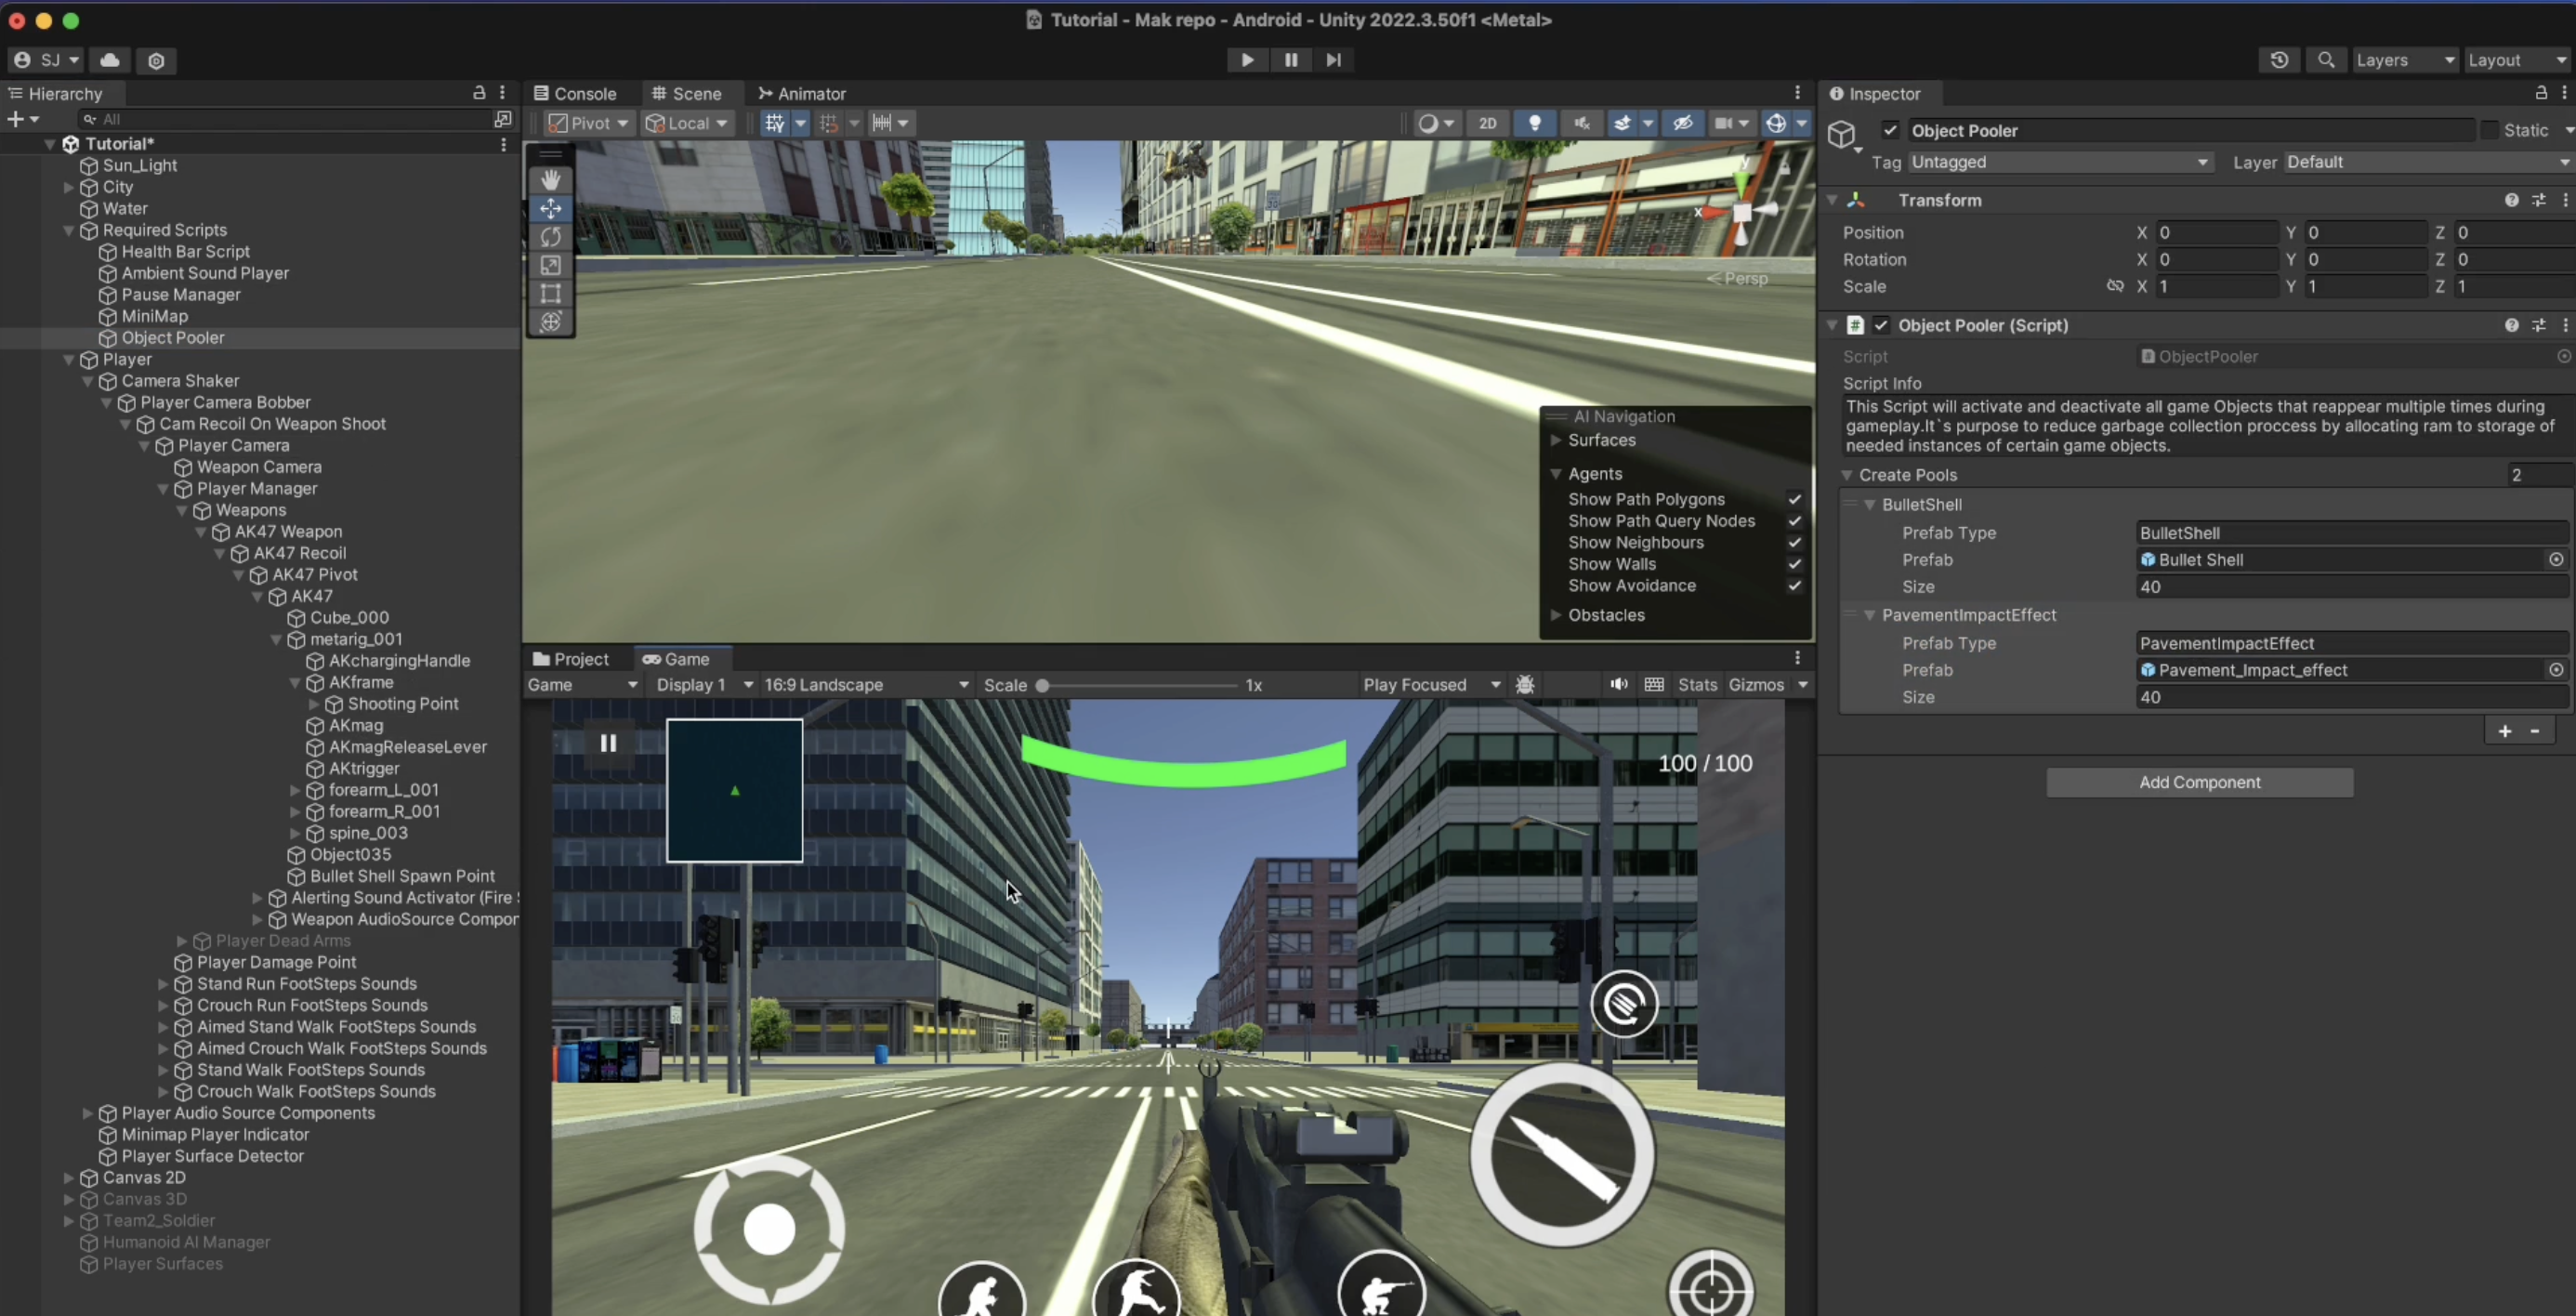 Tutorial - Mak repo - Android - Unity 2022.3.50f1 <Metal>
SJ
Layers
Layout
Hierarchy
All
Tutorial*
Sun_Light
City
Water
Required Scripts
Health Bar Script
Ambient Sound Player
Pause Manager
MiniMap
Object Pooler
Player
Camera Shaker
Player Camera Bobber
Cam Recoil On Weapon Shoot
Player Camera
Weapon Camera
Player Manager
Weapons
AK47 Weapon
AK47 Recoil
AK47 Pivot
AK47
Cube_000
metarig_001
AKchargingHandle
AKframe
Shooting Point
AKmag
AKmagReleaseLever
AKtrigger
forearm_L_001
forearm_R_001
spine_003
Object035
Bullet Shell Spawn Point
Alerting Sound Activator (Fire
Weapon AudioSource Compor
Player Dead Arms
Player Damage Point
Stand Run FootSteps Sounds
Crouch Run FootSteps Sounds
Aimed Stand Walk FootSteps Sounds
Aimed Crouch Walk FootSteps Sounds
Stand Walk FootSteps Sounds
Crouch Walk FootSteps Sounds
Player Audio Source Components
Minimap Player Indicator
Player Surface Detector
Canvas 2D
Canvas 3D
Team2_Soldier
Humanoid AI Manager
Player Surfaces
Console Scene Animator
Pivot Local 2D
y
x
Persp
AI Navigation
Surfaces
Agents
Show Path Polygons
Show Path Query Nodes
Show Neighbours
Show Walls
Show Avoidance
Obstacles
Project Game
Game Display 1 16:9 Landscape Scale 1x Play Focused Stats Gizmos
100 / 100
Inspector
Object Pooler Static
Tag Untagged Layer Default
Transform
Position X 0 Y 0 Z 0
Rotation X 0 Y 0 Z 0
Scale X 1 Y 1 Z 1
# Object Pooler (Script)
Script ObjectPooler
Script Info
This Script will activate and deactivate all game Objects that reappear multiple times during
gameplay.It`s purpose to reduce garbage collection proccess by allocating ram to storage of
needed instances of certain game objects.
Create Pools 2
BulletShell
Prefab Type BulletShell
Prefab Bullet Shell
Size 40
PavementImpactEffect
Prefab Type PavementImpactEffect
Prefab Pavement_Impact_effect
Size 40
+ -
Add Component